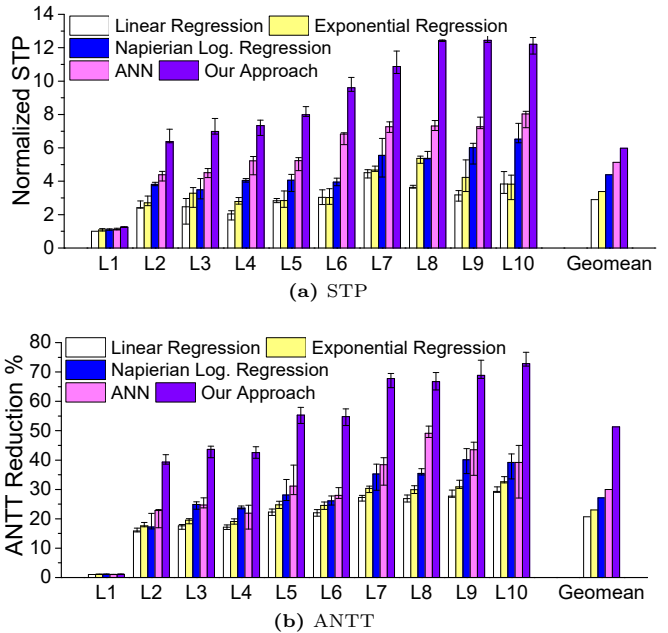 Normalized STP
14
12
10
8
6
4
2
0
Linear Regression Exponential Regression
Napierian Log. Regression
ANN Our Approach
L1 L2 L3 L4 L5 L6 L7 L8 L9 L10 Geomean
(a) STP
ANTT Reduction %
80
70
60
50
40
30
20
10
0
Linear Regression Exponential Regression
Napierian Log. Regression
ANN Our Approach
L1 L2 L3 L4 L5 L6 L7 L8 L9 L10 Geomean
(b) ANTT